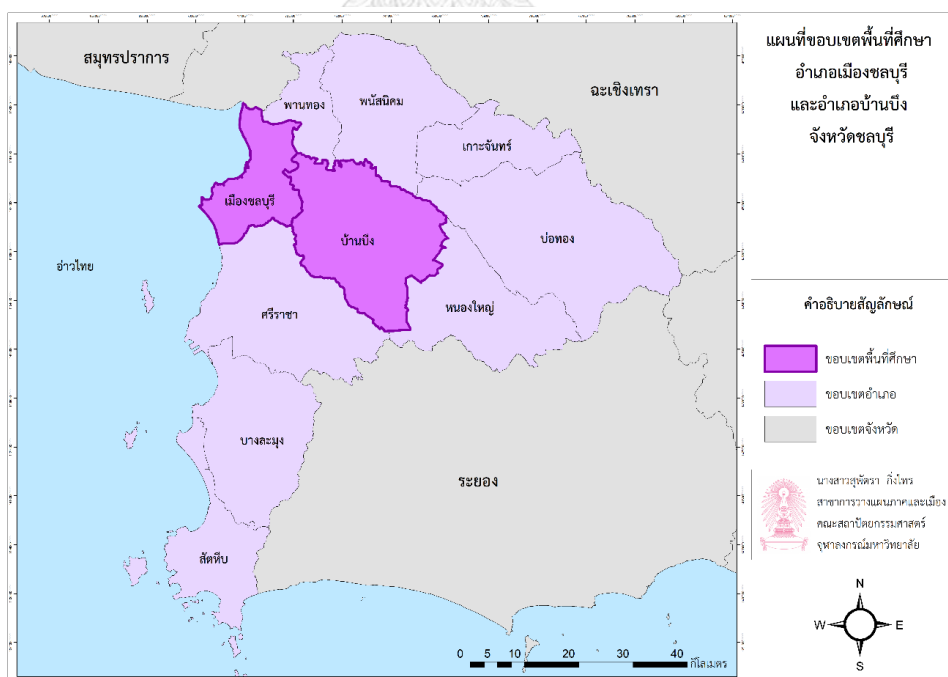 แผนที่ขอบเขตพื้นที่ศึกษา
อำเภอเมืองชลบุรี
และอำเภอบ้านบึง
จังหวัดชลบุรี
สมุทรปราการ
ฉะเชิงเทรา
พานทอง
พนัสนิคม
เกาะจันทร์
เมืองชลบุรี
บ้านบึง
บ่อทอง
อ่าวไทย
ศรีราชา
หนองใหญ่
บางละมุง
ระยอง
สัตหีบ
0 5 10 20 30 40
กิโลเมตร
คำอธิบายสัญลักษณ์
ขอบเขตพื้นที่ศึกษา
ขอบเขตอำเภอ
ขอบเขตจังหวัด
นางสาวสุพัตรา กิ่งไทร
สาขาการวางแผนภาคและเมือง
คณะสถาปัตยกรรมศาสตร์
จุฬาลงกรณ์มหาวิทยาลัย
N
W E
S